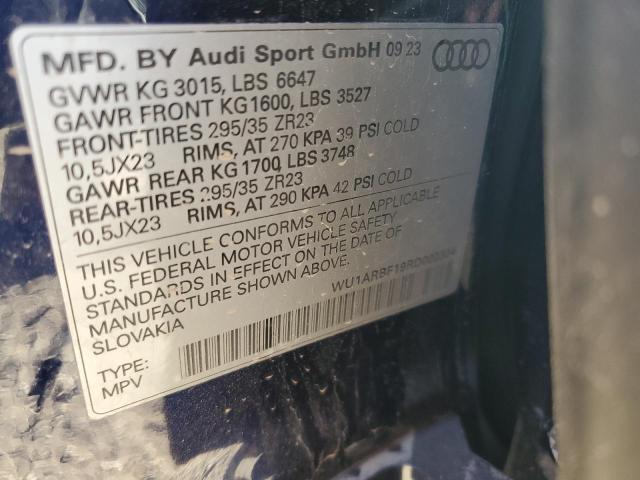 MFD. BY Audi Sport GmbH 09 23
GVWR KG 3015, LBS 6647
GAWR FRONT KG1600, LBS 3527
FRONT-TIRES 295/35 ZR23
10,5JX23 RIMS, AT 270 KPA 39 PSI COLD
GAWR REAR KG 1700 LBS 3748
REAR-TIRES 295/35 ZR23
10,5JX23 RIMS, AT 290 KPA 42 PSI COLD
THIS VEHICLE CONFORMS TO ALL APPLICABLE
U.S. FEDERAL MOTOR VEHICLE SAFETY
STANDARDS IN EFFECT ON THE DATE OF
MANUFACTURE SHOWN ABOVE.
SLOVAKIA
WU1ARBF19RD000304
TYPE:
MPV